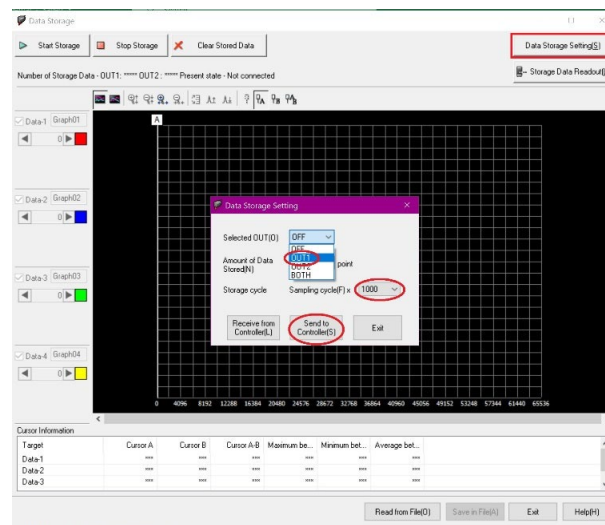 Data Storage
Start Storage Stop Storage Clear Stored Data Data Storage Setting(S)
Number of Storage Data - OUT1: ***** OUT2 : ***** Present state - Not connected Storage Data Readout(
Data-1 Graph01
0
A
Data-2 Graph02
0
Data-3 Graph03
0
Data-4 Graph04
0
Data Storage Setting
Selected OUT(O) OFF
OFF
OUT1
OUT2
BOTH
Amount of Data Stored(N) point
Storage cycle Sampling cycle(F) x 1000
Receive from Controller(L) Send to Controller(S) Exit
0 4096 8192 12288 16384 20480 24576 28672 32768 36864 40960 45056 49152 53248 57344 61440 65536
Cursor Information
Target Cursor A Cursor B Cursor A-B Maximum be... Minimum bet... Average bet...
Data-1 **** **** **** **** **** ****
Data-2 **** **** **** **** **** ****
Data-3 **** **** **** **** **** ****
Read from File(O) Save in File(A) Exit Help(H)